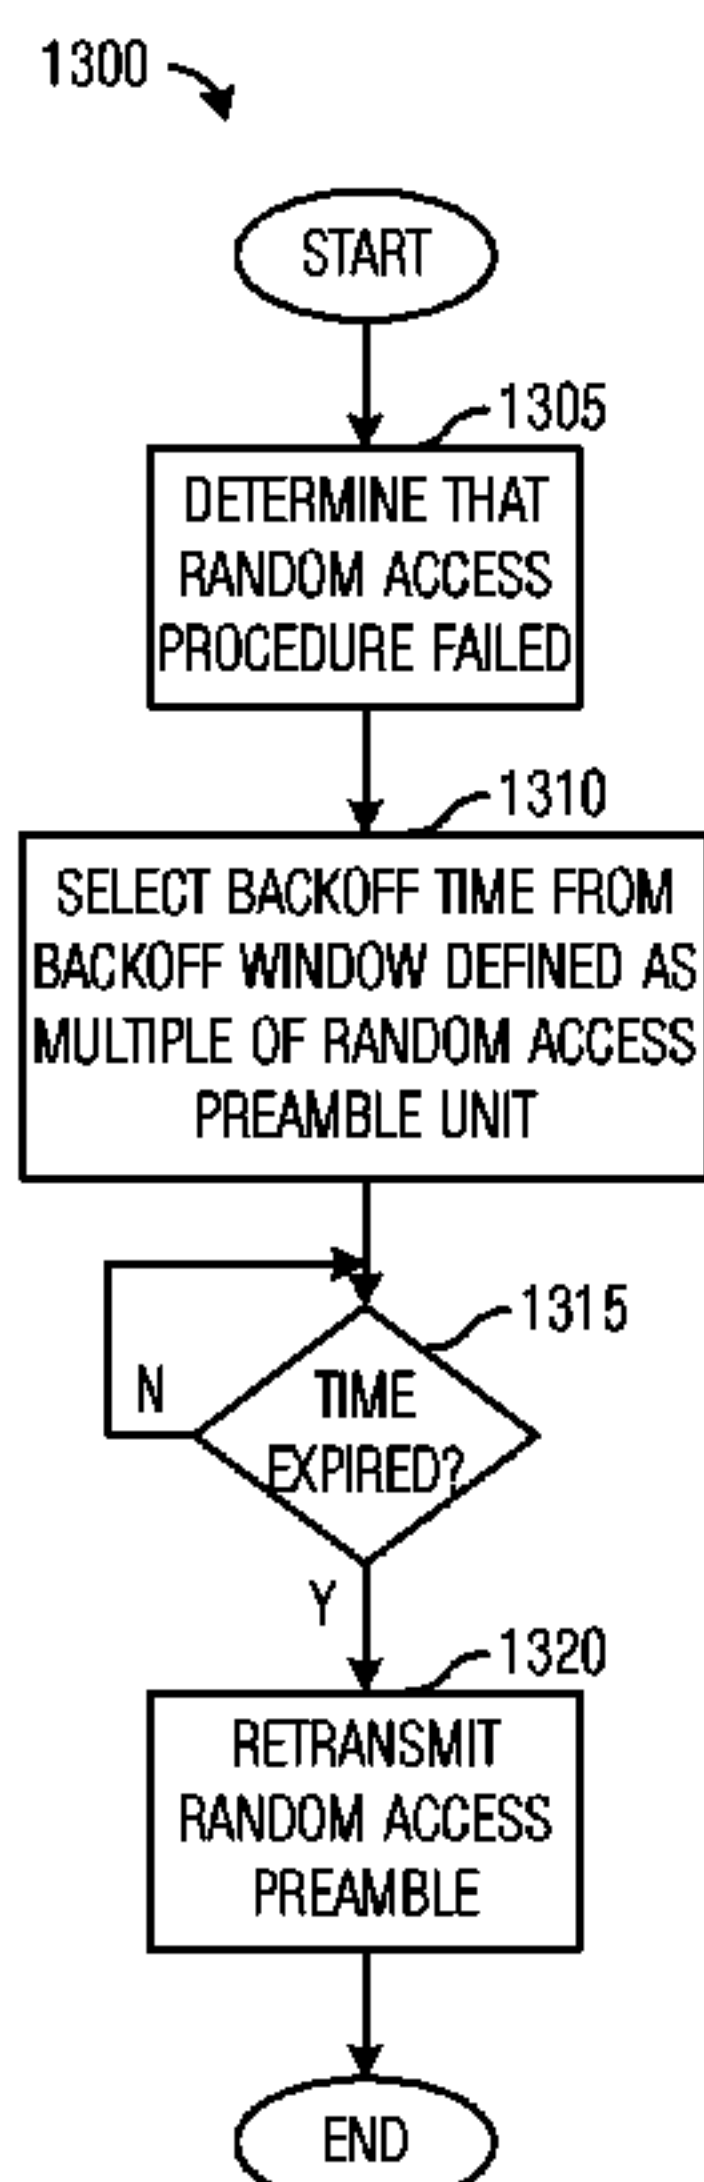 1300
START
1305
DETERMINE THAT
RANDOM ACCESS
PROCEDURE FAILED
1310
SELECT BACKOFF TIME FROM
BACKOFF WINDOW DEFINED AS
MULTIPLE OF RANDOM ACCESS
PREAMBLE UNIT
1315
N
TIME
EXPIRED?
Y
1320
RETRANSMIT
RANDOM ACCESS
PREAMBLE
END